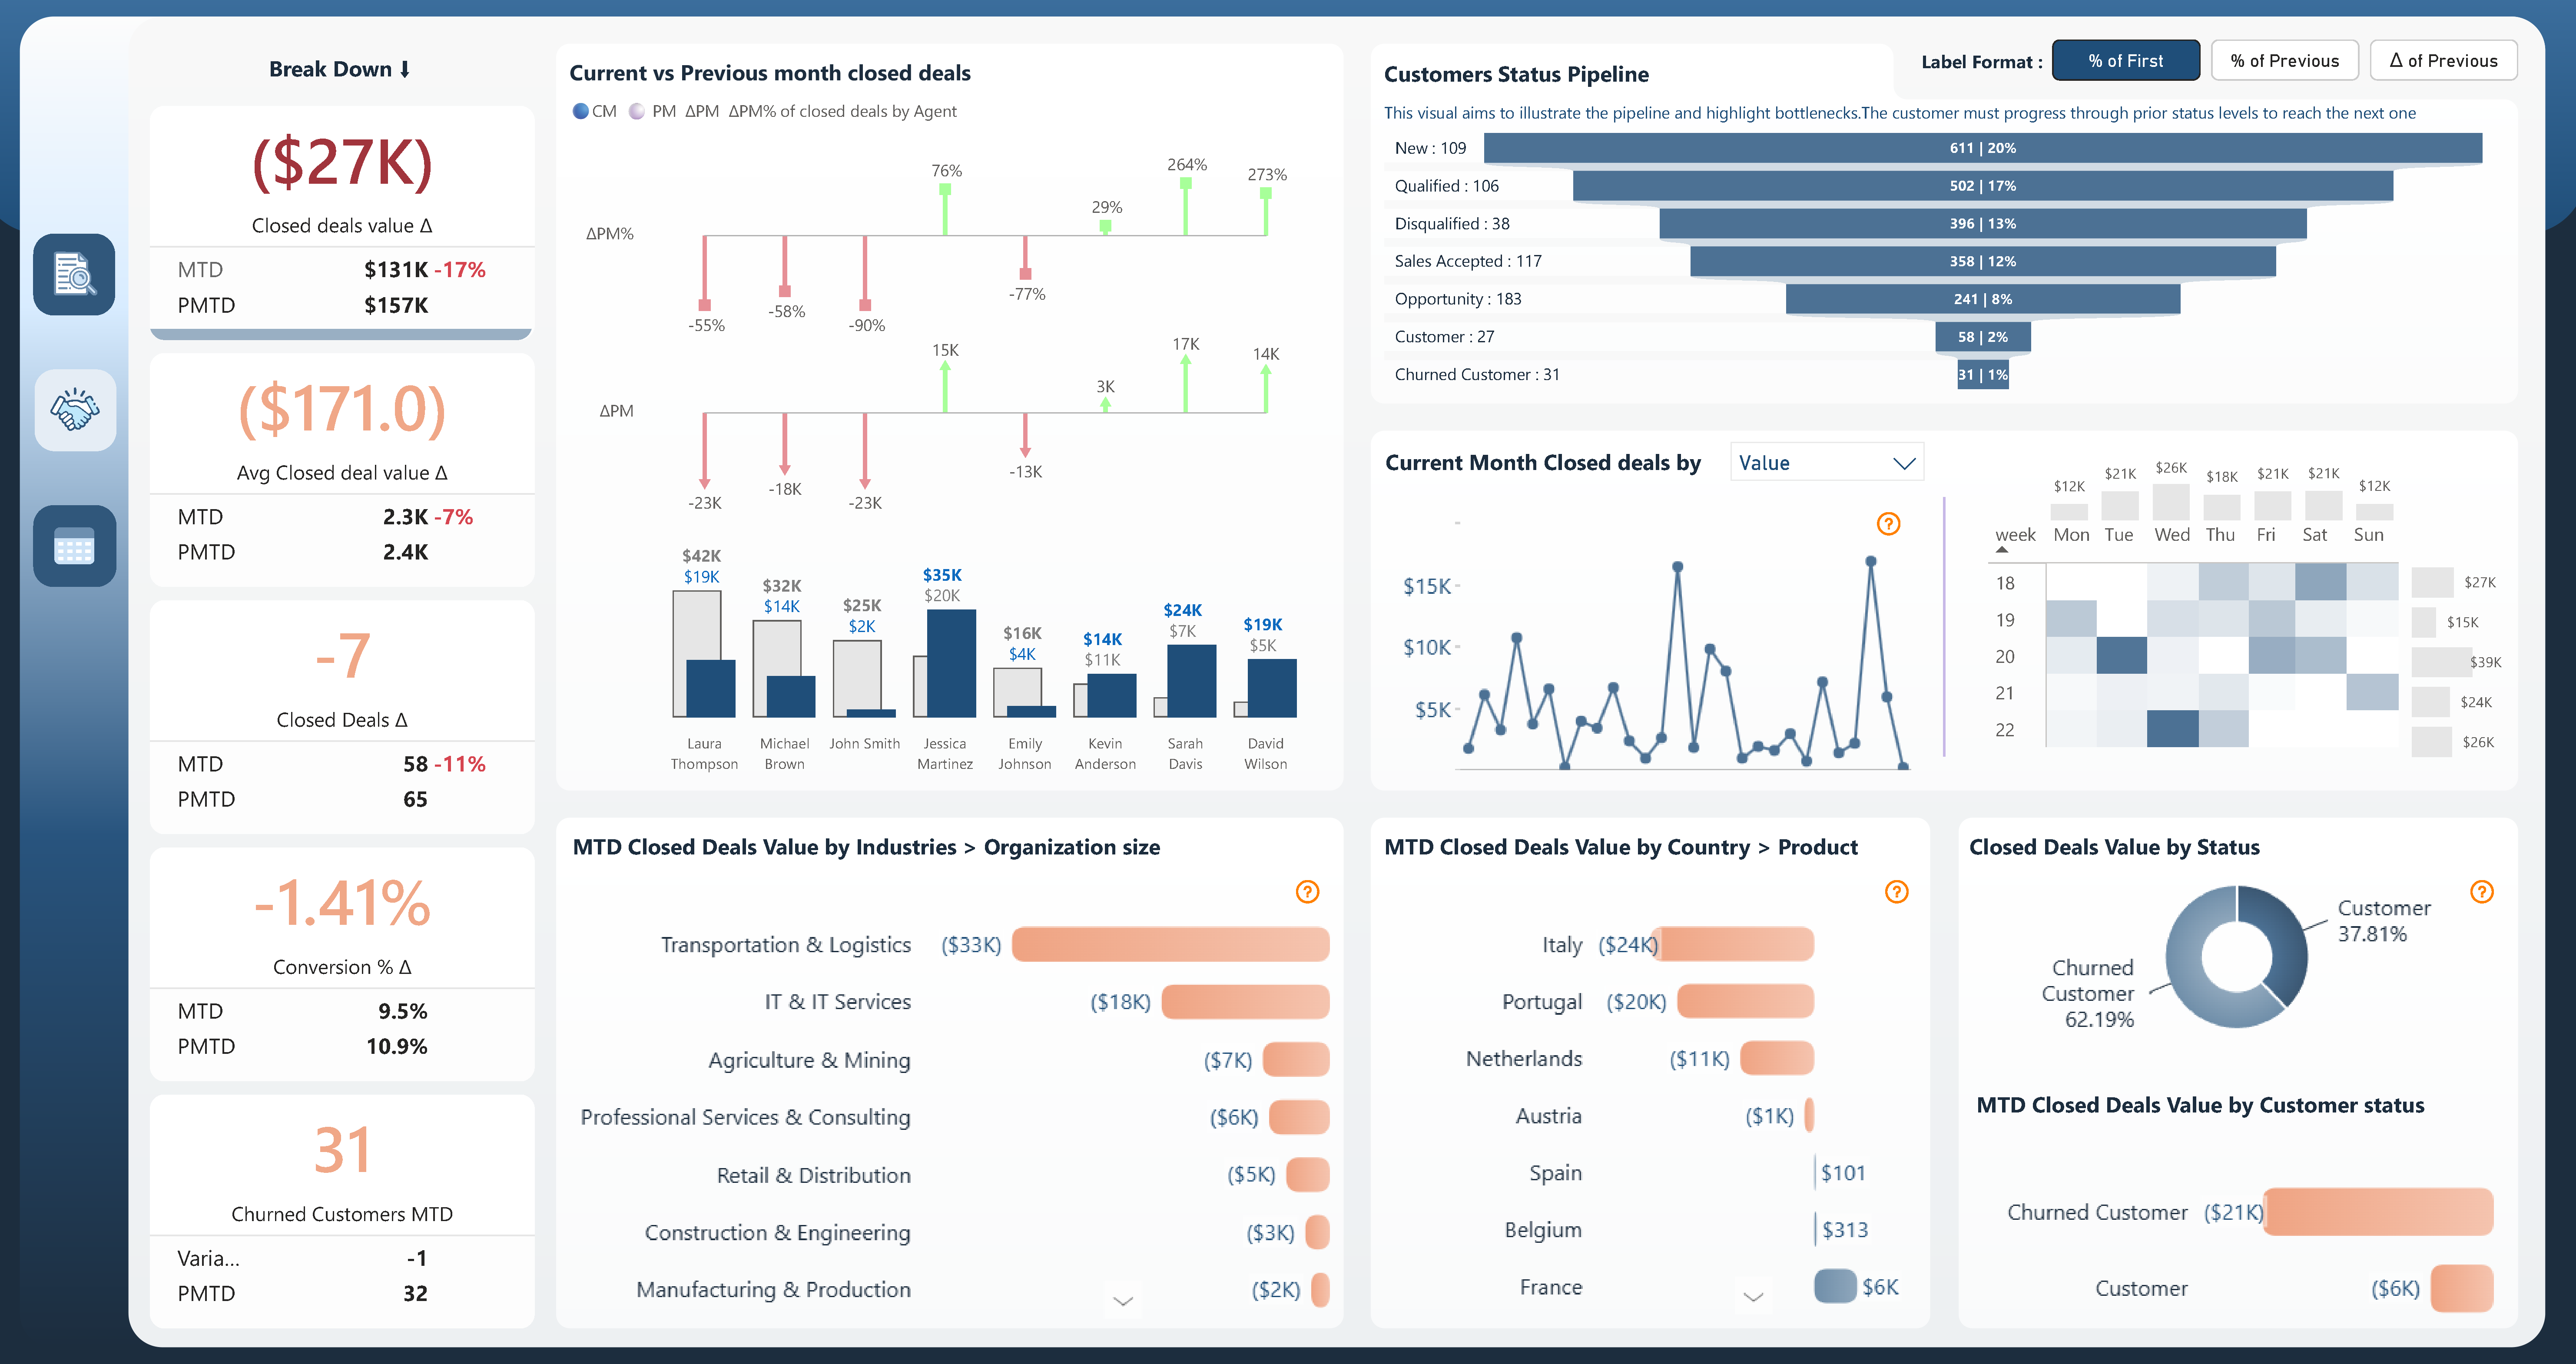 Break Down ⬇
($27K)
Closed deals value Δ
MTD $131K -17%
PMTD $157K
($171.0)
Avg Closed deal value Δ
MTD 2.3K -7%
PMTD 2.4K
-7
Closed Deals Δ
MTD 58 -11%
PMTD 65
-1.41%
Conversion % Δ
MTD 9.5%
PMTD 10.9%
31
Churned Customers MTD
Varia... -1
PMTD 32
Current vs Previous month closed deals
CM PM ΔPM ΔPM% of closed deals by Agent
76% 264% 273%
29%
ΔPM%
-55% -58% -90% -77%
15K 17K 14K
3K
ΔPM
-23K -18K -23K -13K
$42K $32K $25K $35K $16K $14K $24K $19K
$19K $14K $2K $20K $4K $11K $7K $5K
Laura Michael John Smith Jessica Emily Kevin Sarah David
Thompson Brown Martinez Johnson Anderson Davis Wilson
Customers Status Pipeline
Label Format : % of First % of Previous Δ of Previous
This visual aims to illustrate the pipeline and highlight bottlenecks.The customer must progress through prior status levels to reach the next one
New : 109 611 | 20%
Qualified : 106 502 | 17%
Disqualified : 38 396 | 13%
Sales Accepted : 117 358 | 12%
Opportunity : 183 241 | 8%
Customer : 27 58 | 2%
Churned Customer : 31 31 | 1%
Current Month Closed deals by Value
?
$15K
$10K
$5K
$12K $21K $26K $18K $21K $21K $12K
week Mon Tue Wed Thu Fri Sat Sun
18 $27K
19 $15K
20 $39K
21 $24K
22 $26K
MTD Closed Deals Value by Industries > Organization size
?
Transportation & Logistics ($33K)
IT & IT Services ($18K)
Agriculture & Mining ($7K)
Professional Services & Consulting ($6K)
Retail & Distribution ($5K)
Construction & Engineering ($3K)
Manufacturing & Production ($2K)
MTD Closed Deals Value by Country > Product
?
Italy ($24K)
Portugal ($20K)
Netherlands ($11K)
Austria ($1K)
Spain $101
Belgium $313
France $6K
Closed Deals Value by Status
?
Customer
37.81%
Churned
Customer
62.19%
MTD Closed Deals Value by Customer status
Churned Customer ($21K)
Customer ($6K)